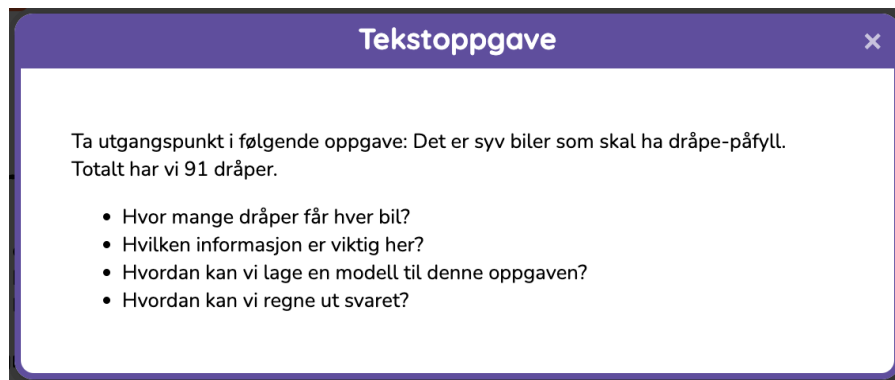 Tekstoppgave
×
Ta utgangspunkt i følgende oppgave: Det er syv biler som skal ha dråpe-påfyll.
Totalt har vi 91 dråper.
• Hvor mange dråper får hver bil?
• Hvilken informasjon er viktig her?
• Hvordan kan vi lage en modell til denne oppgaven?
• Hvordan kan vi regne ut svaret?